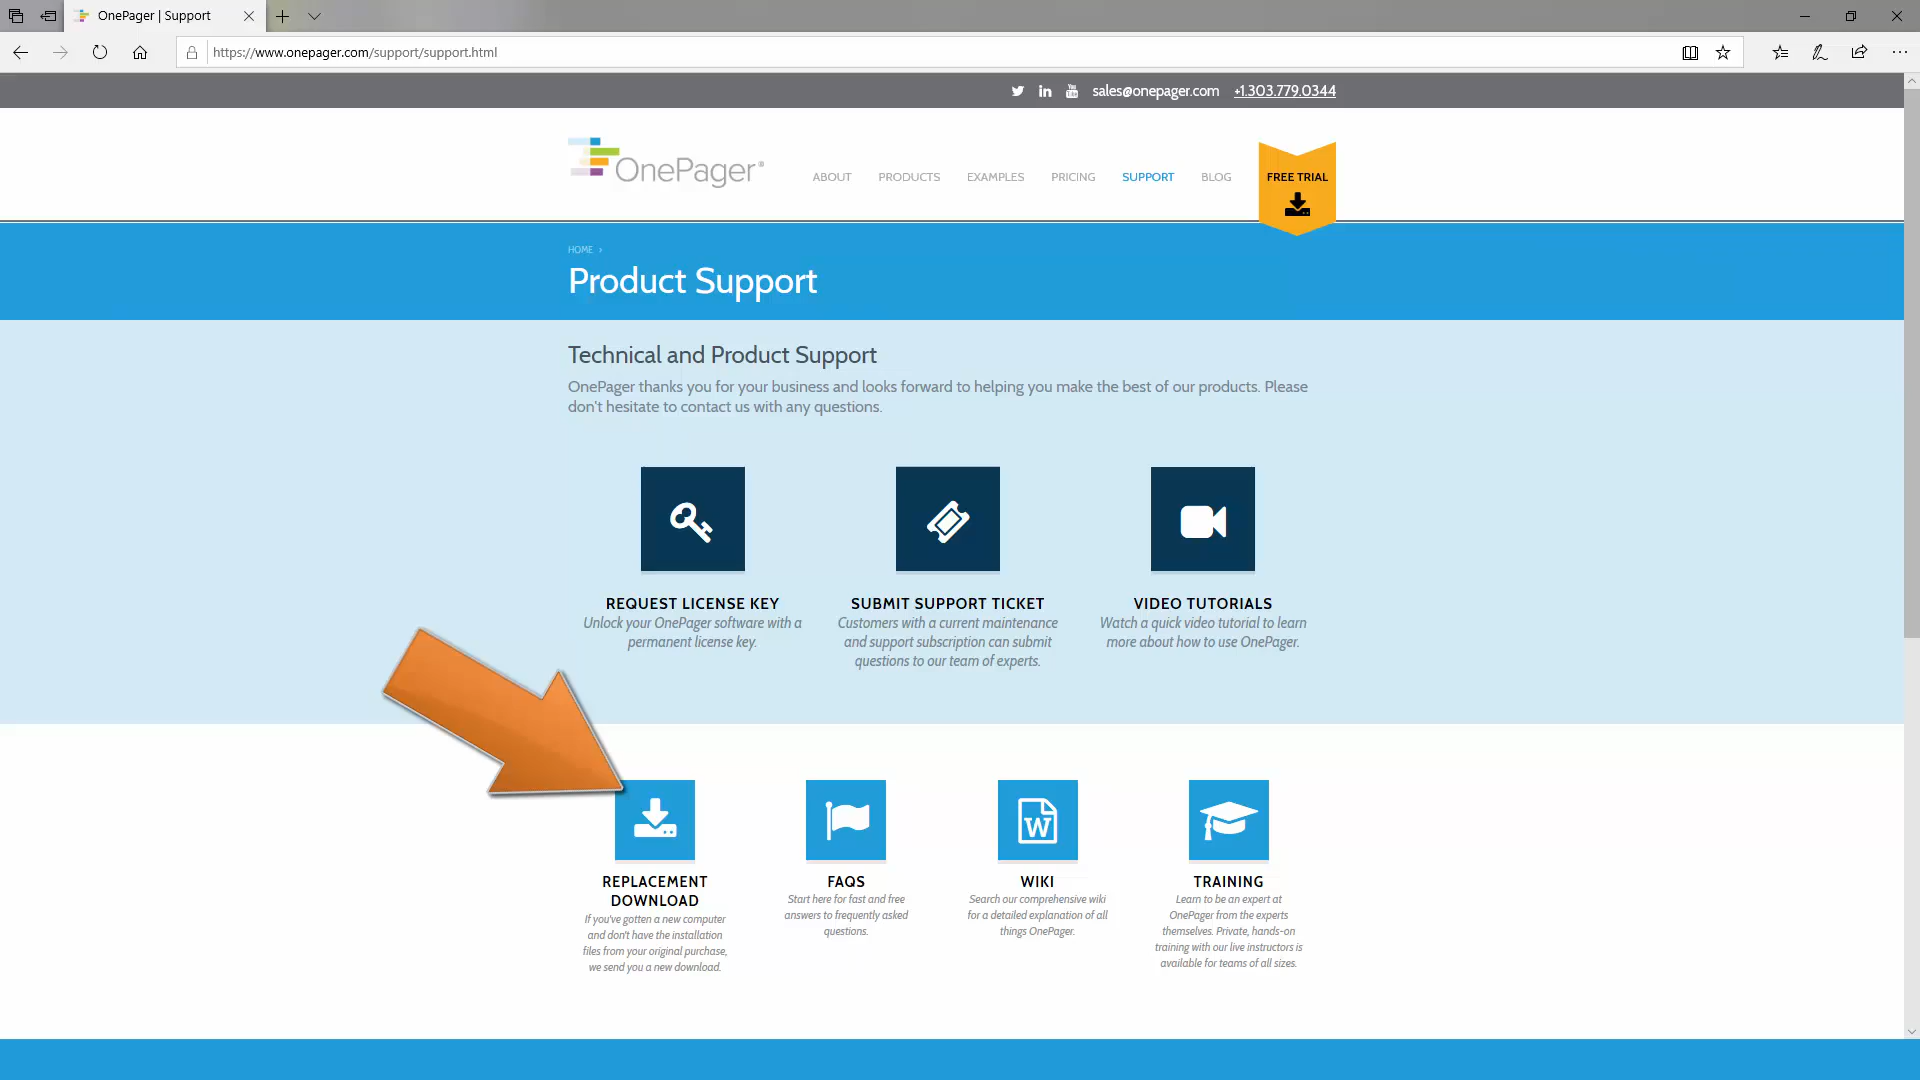 OnePager | Support
https://www.onepager.com/support/support.html
sales@onepager.com +1.303.779.0344
OnePager®
ABOUT PRODUCTS EXAMPLES PRICING SUPPORT BLOG FREE TRIAL
HOME ›
Product Support
Technical and Product Support
OnePager thanks you for your business and looks forward to helping you make the best of our products. Please
don't hesitate to contact us with any questions.
REQUEST LICENSE KEY
Unlock your OnePager software with a
permanent license key.
SUBMIT SUPPORT TICKET
Customers with a current maintenance
and support subscription can submit
questions to our team of experts.
VIDEO TUTORIALS
Watch a quick video tutorial to learn
more about how to use OnePager.
REPLACEMENT
DOWNLOAD
If you've gotten a new computer
and don't have the installation
files from your original purchase,
we send you a new download.
FAQS
Start here for fast and free
answers to frequently asked
questions.
W
WIKI
Search our comprehensive wiki
for a detailed explanation of all
things OnePager.
TRAINING
Learn to be an expert at
OnePager from the experts
themselves. Private, hands-on
training with our live instructors is
available for teams of all sizes.